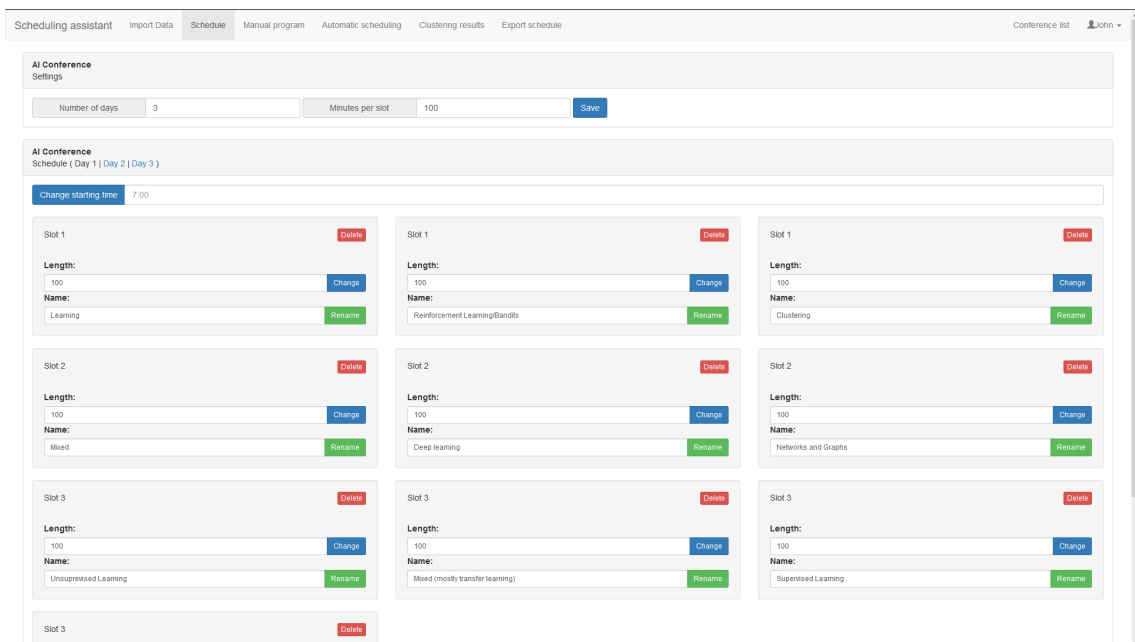 Scheduling assistant Import Data Schedule Manual program Automatic scheduling Clustering results Export schedule Conference list John
AI Conference
Settings
Number of days 3 Minutes per slot 100 Save
AI Conference
Schedule ( Day 1 | Day 2 | Day 3 )
Change starting time 7:00
Slot 1 Delete Slot 1 Delete Slot 1 Delete
Length: Length: Length:
100 Change 100 Change 100 Change
Name: Name: Name:
Learning Rename Reinforcement Learning/Bandits Rename Clustering Rename
Slot 2 Delete Slot 2 Delete Slot 2 Delete
Length: Length: Length:
100 Change 100 Change 100 Change
Name: Name: Name:
Mixed Rename Deep learning Rename Networks and Graphs Rename
Slot 3 Delete Slot 3 Delete Slot 3 Delete
Length: Length: Length:
100 Change 100 Change 100 Change
Name: Name: Name:
Unsuprevised Learning Rename Mixed (mostly transfer learning) Rename Supervised Learning Rename
Slot 3 Delete